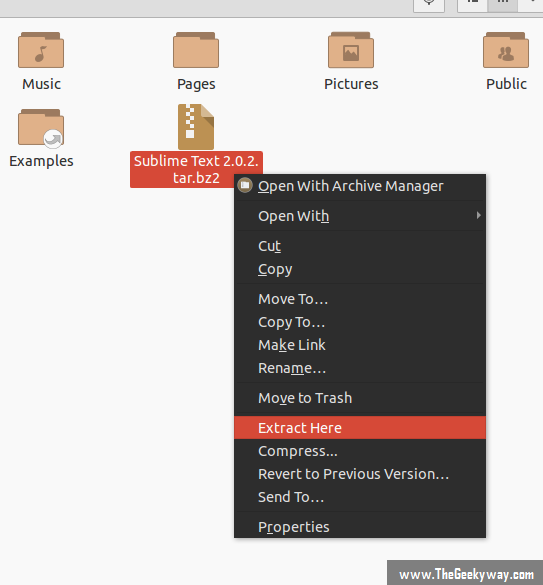 Music
Pages
Pictures
Public
Examples
Sublime Text 2.0.2.
tar.bz2
Open With Archive Manager
Open With
Cut
Copy
Move To…
Copy To…
Make Link
Rename…
Move to Trash
Extract Here
Compress...
Revert to Previous Version…
Send To…
Properties
www.TheGeekyway.com